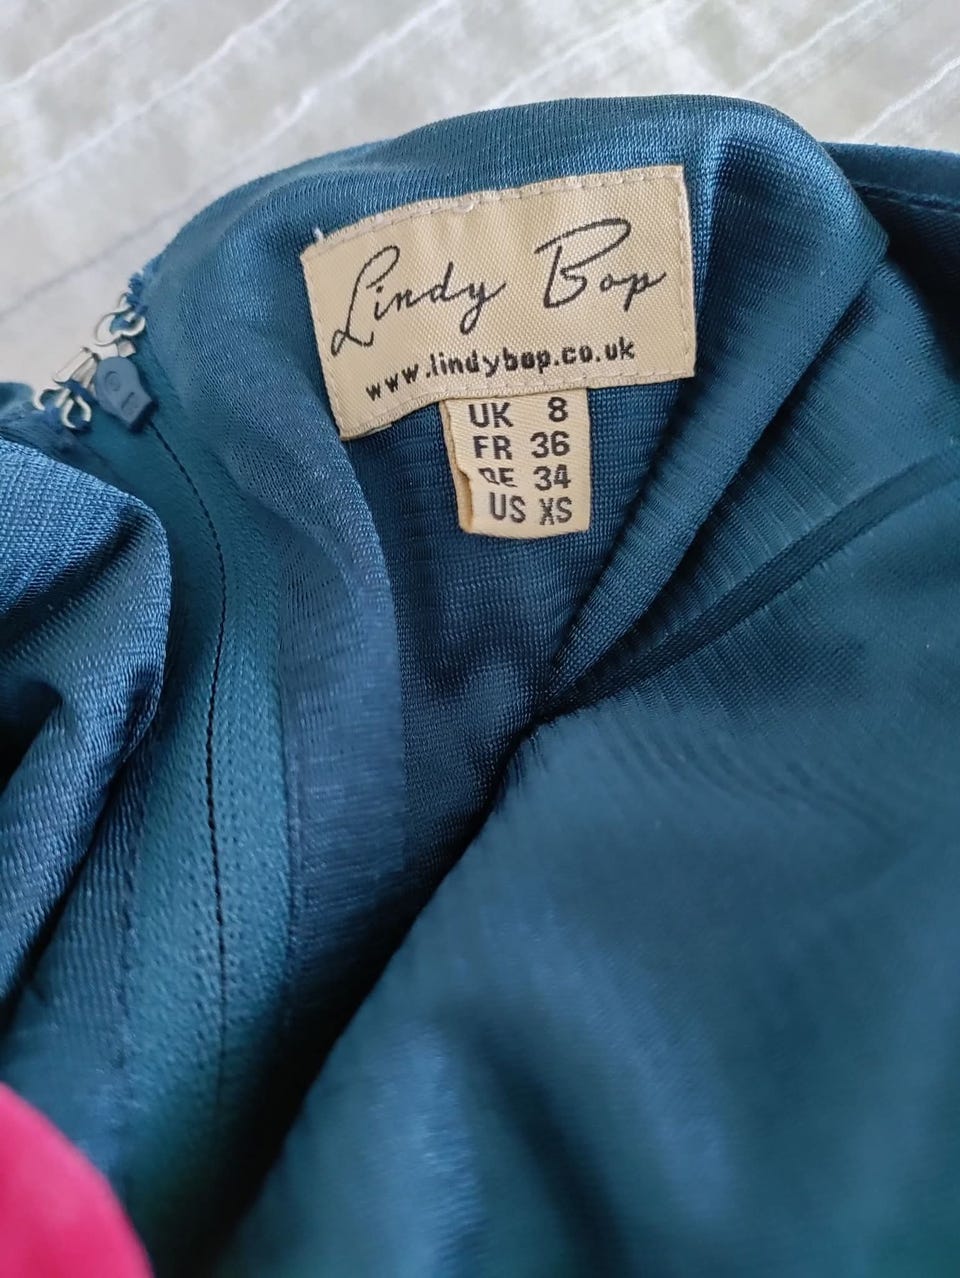 Lindy Bop
www.lindybop.co.uk
UK 8
FR 36
DE 34
US XS